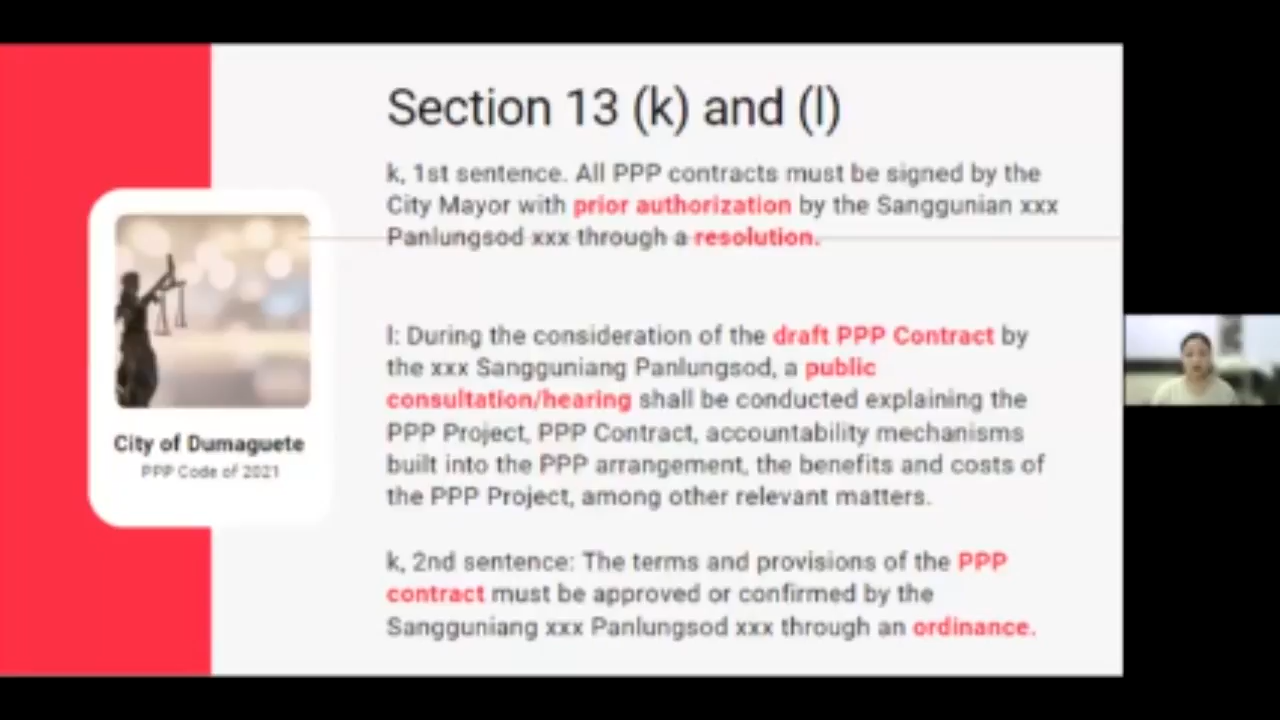 Section 13 (k) and (l)
k, 1st sentence. All PPP contracts must be signed by the
City Mayor with prior authorization by the Sanggunian xxx
Panlungsod xxx through a resolution.
l: During the consideration of the draft PPP Contract by
the xxx Sangguniang Panlungsod, a public
consultation/hearing shall be conducted explaining the
PPP Project, PPP Contract, accountability mechanisms
built into the PPP arrangement, the benefits and costs of
the PPP Project, among other relevant matters.
k, 2nd sentence: The terms and provisions of the PPP
contract must be approved or confirmed by the
Sangguniang xxx Panlungsod xxx through an ordinance.
City of Dumaguete
PPP Code of 2021